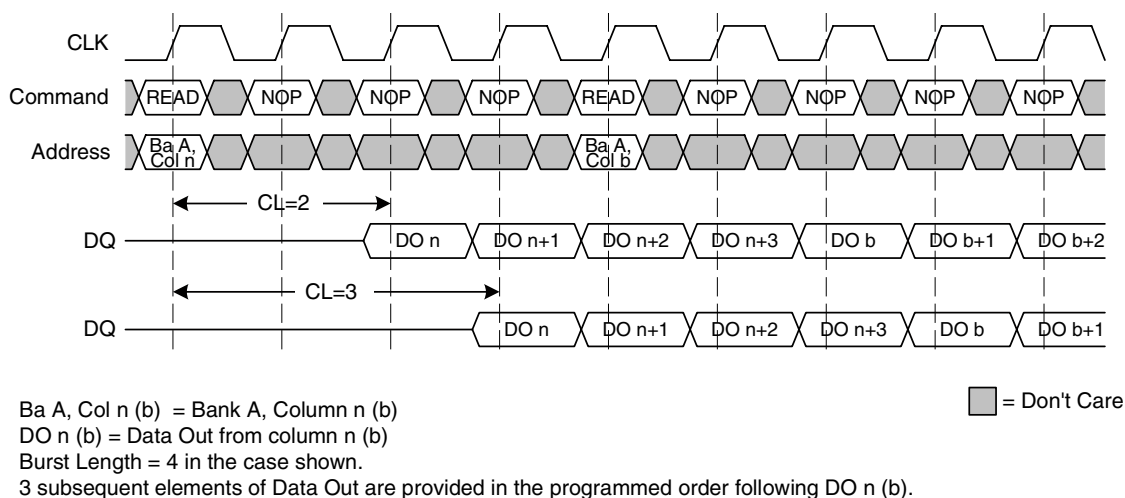 CLK
Command READ NOP NOP NOP READ NOP NOP NOP NOP
Address Ba A, Col n Ba A, Col b
CL=2
DQ DO n DO n+1 DO n+2 DO n+3 DO b DO b+1 DO b+2
CL=3
DQ DO n DO n+1 DO n+2 DO n+3 DO b DO b+1
Ba A, Col n (b) = Bank A, Column n (b)
= Don't Care
DO n (b) = Data Out from column n (b)
Burst Length = 4 in the case shown.
3 subsequent elements of Data Out are provided in the programmed order following DO n (b).